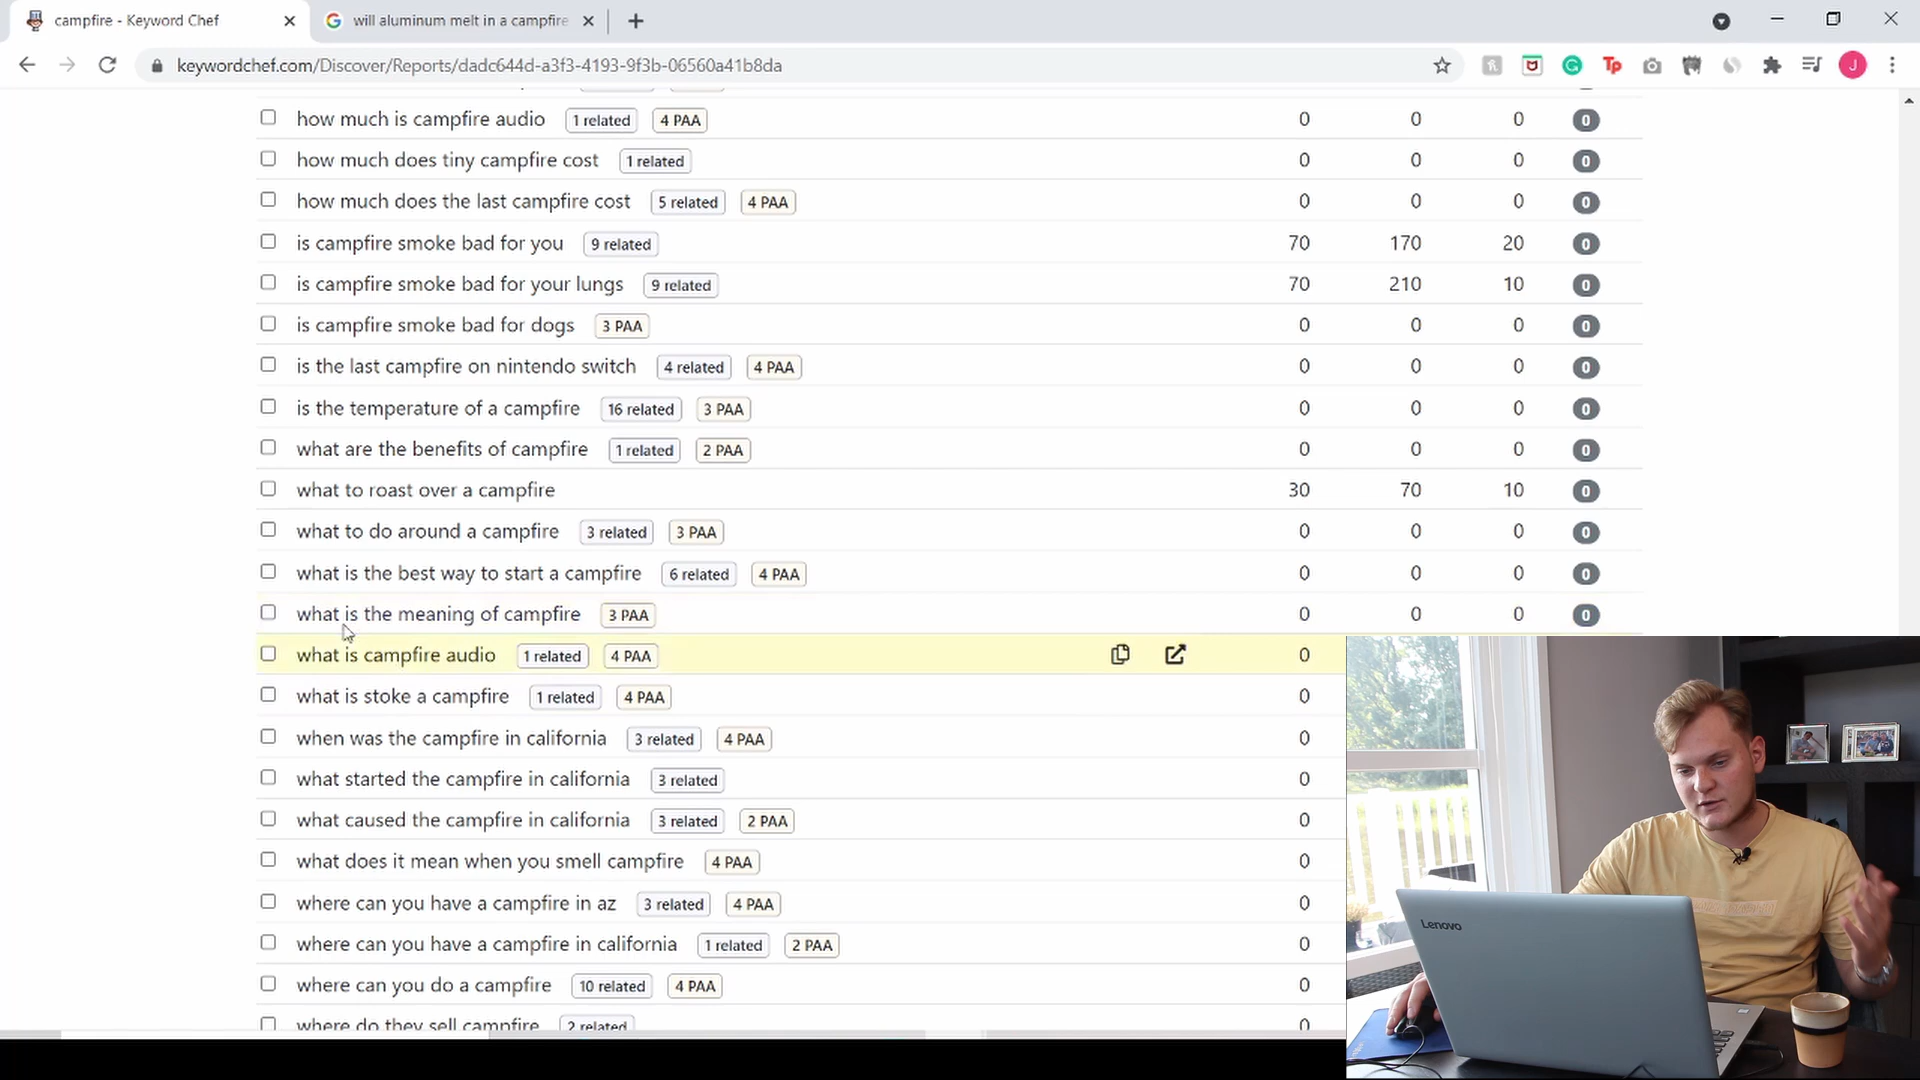 campfire - Keyword Chef
will aluminum melt in a campfire
keywordchef.com/Discover/Reports/dadc644d-a3f3-4193-9f3b-06560a41b8da
Tp
J
how much is campfire audio 1 related 4 PAA 0 0 0 0
how much does tiny campfire cost 1 related 0 0 0 0
how much does the last campfire cost 5 related 4 PAA 0 0 0 0
is campfire smoke bad for you 9 related 70 170 20 0
is campfire smoke bad for your lungs 9 related 70 210 10 0
is campfire smoke bad for dogs 3 PAA 0 0 0 0
is the last campfire on nintendo switch 4 related 4 PAA 0 0 0 0
is the temperature of a campfire 16 related 3 PAA 0 0 0 0
what are the benefits of campfire 1 related 2 PAA 0 0 0 0
what to roast over a campfire 30 70 10 0
what to do around a campfire 3 related 3 PAA 0 0 0 0
what is the best way to start a campfire 6 related 4 PAA 0 0 0 0
what is the meaning of campfire 3 PAA 0 0 0 0
what is campfire audio 1 related 4 PAA 0
what is stoke a campfire 1 related 4 PAA 0
when was the campfire in california 3 related 4 PAA 0
what started the campfire in california 3 related 0
what caused the campfire in california 3 related 2 PAA 0
what does it mean when you smell campfire 4 PAA 0
where can you have a campfire in az 3 related 4 PAA 0
where can you have a campfire in california 1 related 2 PAA 0
where can you do a campfire 10 related 4 PAA 0
where do they sell campfire 2 related 0
Lenovo